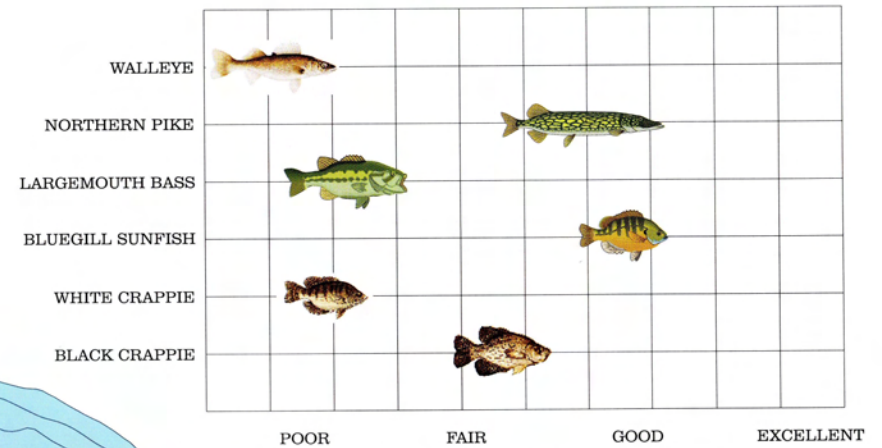 WALLEYE
NORTHERN PIKE
LARGEMOUTH BASS
BLUEGILL SUNFISH
WHITE CRAPPIE
BLACK CRAPPIE
POOR FAIR GOOD EXCELLENT